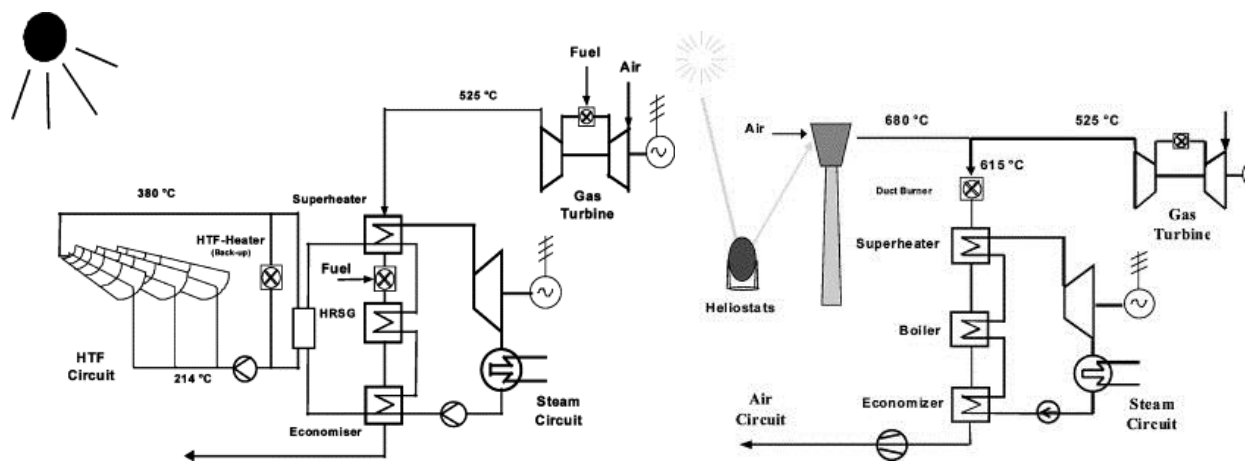 Fuel
Air
525 °C
Gas
Turbine
380 °C
Superheater
HTF-Heater
(Back-up)
Fuel
HRSG
HTF
Circuit
214 °C
Steam
Circuit
Economiser
Air
680 °C
525 °C
615 °C
Duct Burner
Gas
Turbine
Superheater
Heliostats
Boiler
Economizer
Air
Circuit
Steam
Circuit